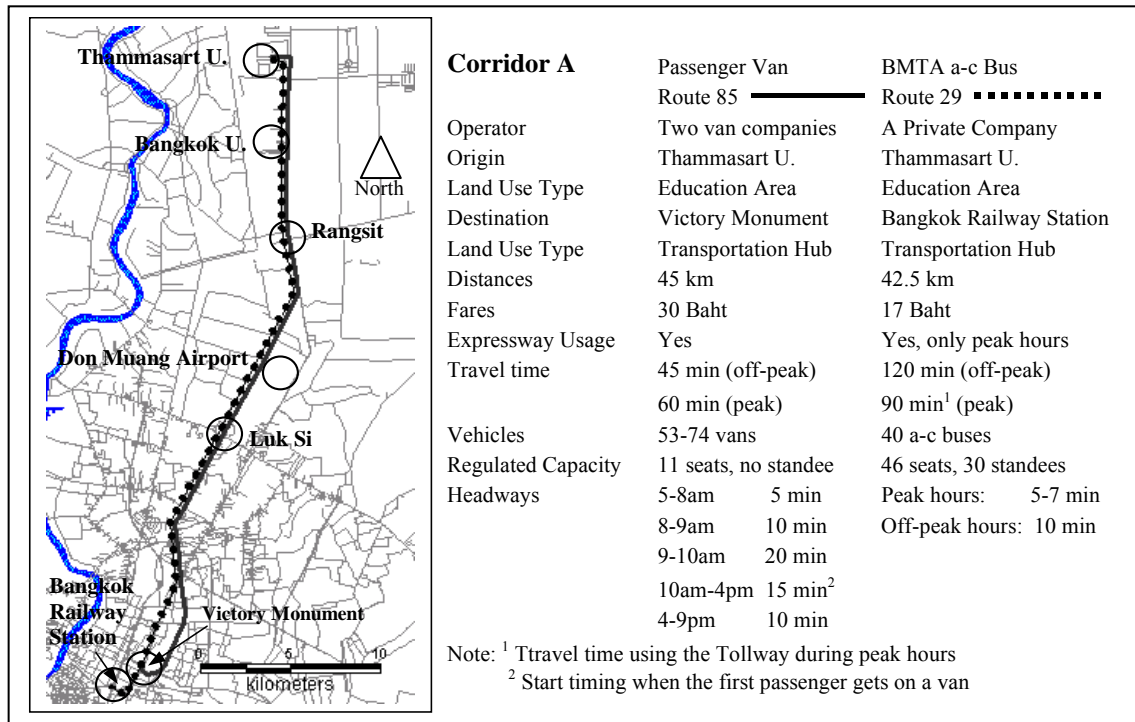 Thammasart U.
Bangkok U.
North
Rangsit
Don Muang Airport
Luk Si
Bangkok
Railway
Station
Victory Monument
0 5 10
kilometers
Corridor A Passenger Van BMTA a-c Bus
Route 85 Route 29
Operator Two van companies A Private Company
Origin Thammasart U. Thammasart U.
Land Use Type Education Area Education Area
Destination Victory Monument Bangkok Railway Station
Land Use Type Transportation Hub Transportation Hub
Distances 45 km 42.5 km
Fares 30 Baht 17 Baht
Expressway Usage Yes Yes, only peak hours
Travel time 45 min (off-peak) 120 min (off-peak)
60 min (peak) 90 min¹ (peak)
Vehicles 53-74 vans 40 a-c buses
Regulated Capacity 11 seats, no standee 46 seats, 30 standees
Headways 5-8am 5 min Peak hours: 5-7 min
8-9am 10 min Off-peak hours: 10 min
9-10am 20 min
10am-4pm 15 min²
4-9pm 10 min
Note: ¹ Ttravel time using the Tollway during peak hours
² Start timing when the first passenger gets on a van